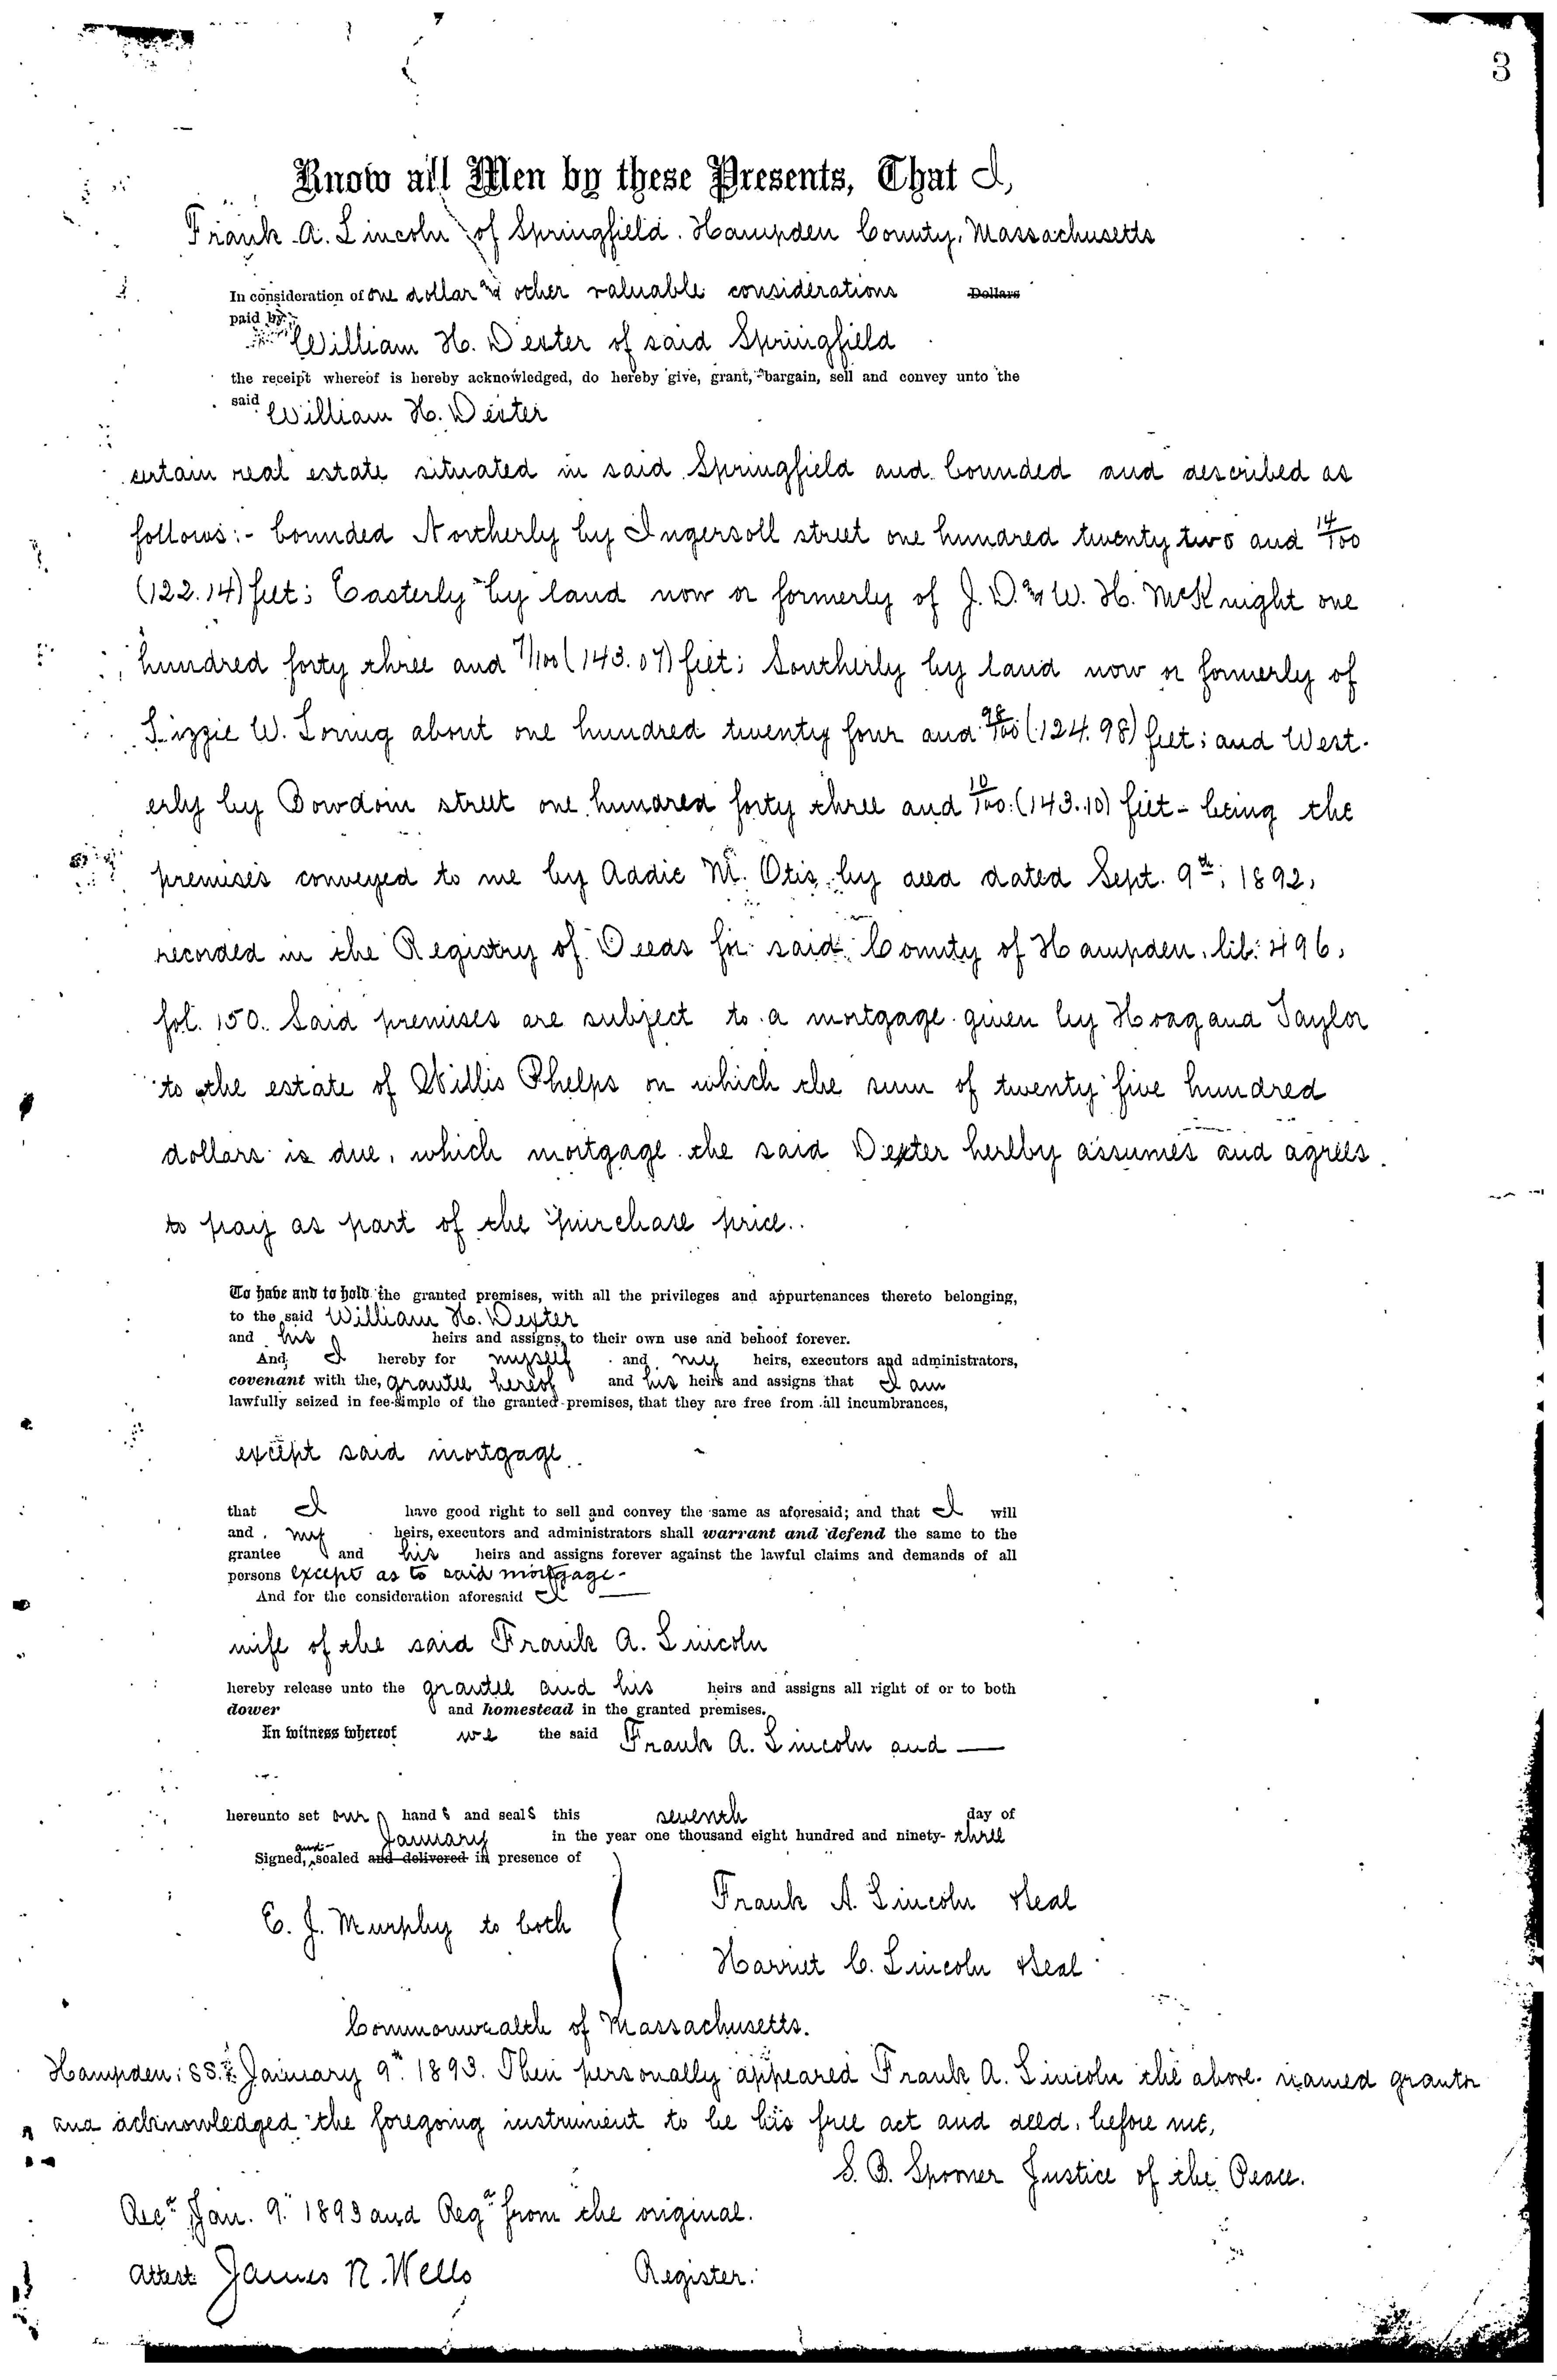 3
Know all Men by these Presents, That I,
Frank A. Lincoln of Springfield. Hampden County, Massachusetts
In consideration of one dollar & other valuable considerations Dollars
paid by
William H. Dexter of said Springfield
the receipt whereof is hereby acknowledged, do hereby give, grant, bargain, sell and convey unto the
said William H. Dexter
certain real estate situated in said Springfield and bounded and described as
follows:- bounded Northerly by Ingersoll street one hundred twenty two and 14/100
(122.14) feet; Easterly by land now or formerly of J. D. & W. H. McKnight one
hundred forty three and 7/100 (143.07) feet; Southerly by land now or formerly of
Lizzie W. Loring about one hundred twenty four and 98/100 (124.98) feet; and West-
erly by Bowdoin street one hundred forty three and 10/100 (143.10) feet - being the
premises conveyed to me by Addie M. Otis by deed dated Sept. 9th, 1892,
recorded in the Registry of Deeds for said County of Hampden, lib. 496,
fol. 150. Said premises are subject to a mortgage given by Hoag and Taylor
to the estate of Willis Phelps on which the sum of twenty five hundred
dollars is due, which mortgage the said Dexter hereby assumes and agrees
to pay as part of the purchase price.
To have and to hold the granted premises, with all the privileges and appurtenances thereto belonging,
to the said William H. Dexter
and his heirs and assigns, to their own use and behoof forever.
And I hereby for myself and my heirs, executors and administrators,
covenant with the grantee hereof and his heirs and assigns that I am
lawfully seized in fee-simple of the granted premises, that they are free from all incumbrances,
except said mortgage.
that I have good right to sell and convey the same as aforesaid; and that I will
and my heirs, executors and administrators shall warrant and defend the same to the
grantee and his heirs and assigns forever against the lawful claims and demands of all
persons except as to said mortgage-
And for the consideration aforesaid I
wife of the said Frank A. Lincoln
hereby release unto the grantee and his heirs and assigns all right of or to both
dower and homestead in the granted premises.
In witness whereof we the said Frank A. Lincoln and
hereunto set our hand s and seal s this seventh day of
January in the year one thousand eight hundred and ninety- three
Signed, and sealed and delivered in presence of
E. J. Murphy to both
Frank A. Lincoln Seal
Harriet C. Lincoln Seal
Commonwealth of Massachusetts.
Hampden: SS. January 9th 1893. Then personally appeared Frank A. Lincoln the above named grantor
and acknowledged the foregoing instrument to be his free act and deed, before me,
S. B. Spooner Justice of the Peace.
Recd Jan. 9. 1893 and Regd from the original.
Attest James R. Wells Register.